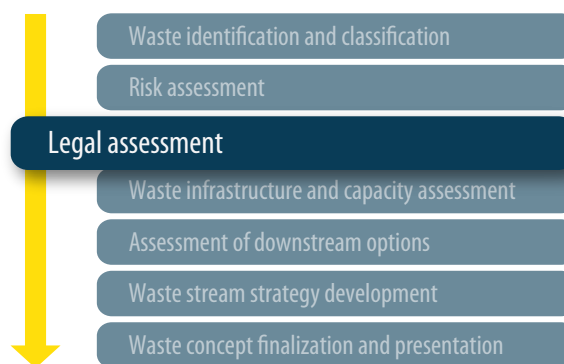 Waste identification and classification
Risk assessment
Legal assessment
Waste infrastructure and capacity assessment
Assessment of downstream options
Waste stream strategy development
Waste concept finalization and presentation